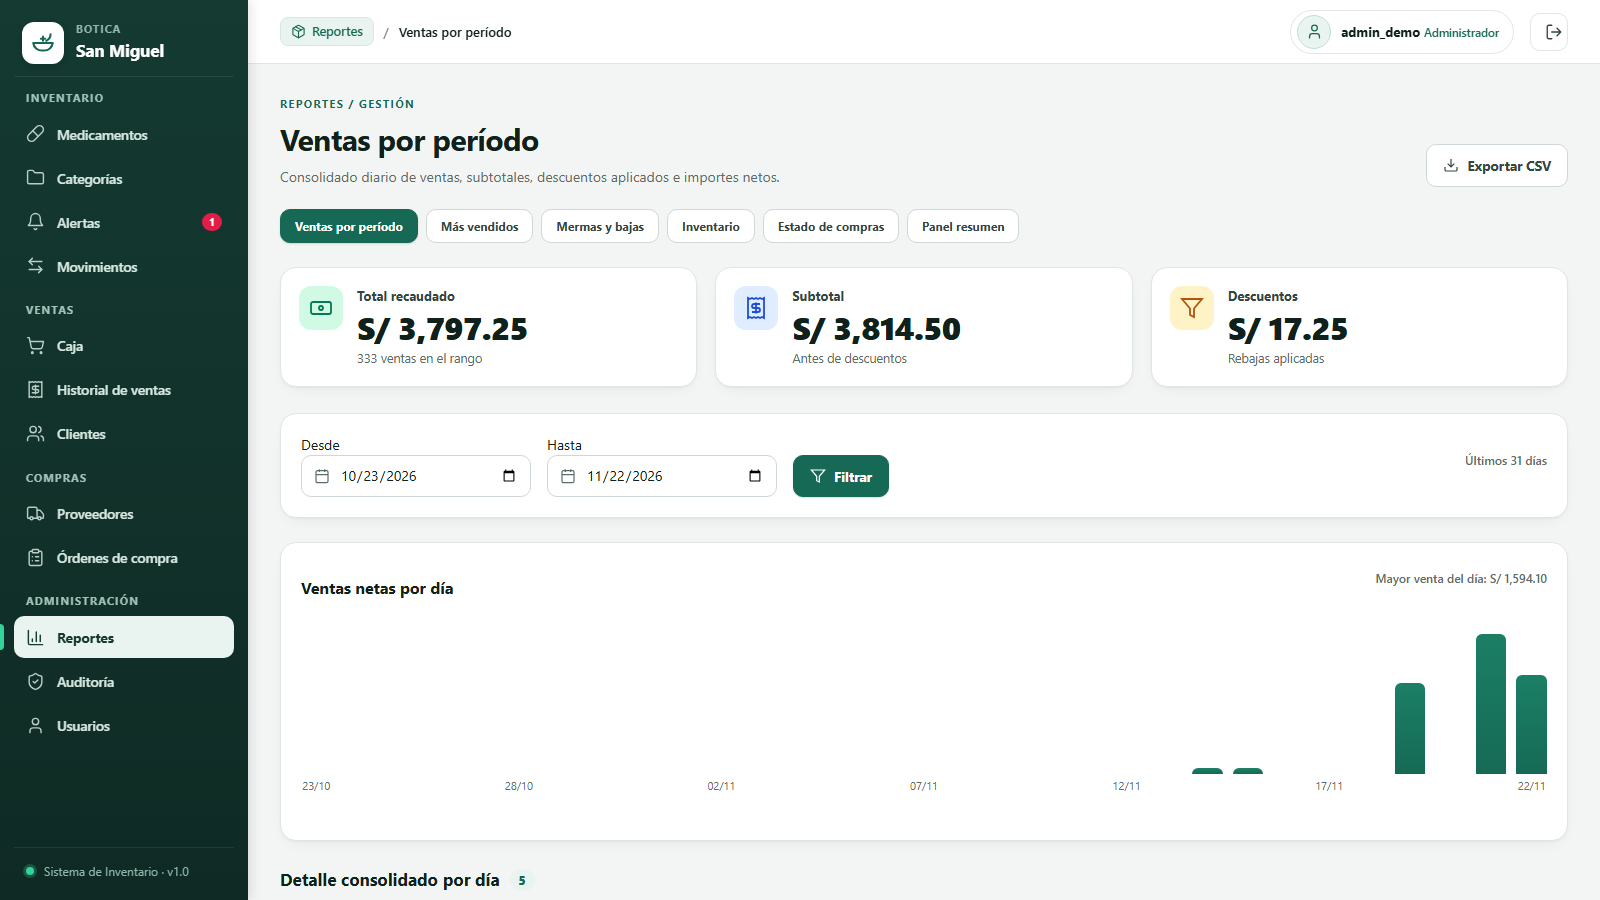 BOTICA
San Miguel
INVENTARIO
Medicamentos
Categorías
Alertas 1
Movimientos
VENTAS
Caja
Historial de ventas
Clientes
COMPRAS
Proveedores
Órdenes de compra
ADMINISTRACIÓN
Reportes
Auditoría
Usuarios
Sistema de Inventario · v1.0
Reportes / Ventas por período
admin_demo Administrador
REPORTES / GESTIÓN
Ventas por período
Consolidado diario de ventas, subtotales, descuentos aplicados e importes netos.
Exportar CSV
Ventas por período Más vendidos Mermas y bajas Inventario Estado de compras Panel resumen
Total recaudado
S/ 3,797.25
333 ventas en el rango
Subtotal
S/ 3,814.50
Antes de descuentos
Descuentos
S/ 17.25
Rebajas aplicadas
Desde
10/23/2026
Hasta
11/22/2026
Filtrar
Últimos 31 días
Ventas netas por día
Mayor venta del día: S/ 1,594.10
23/10 28/10 02/11 07/11 12/11 17/11 22/11
Detalle consolidado por día 5